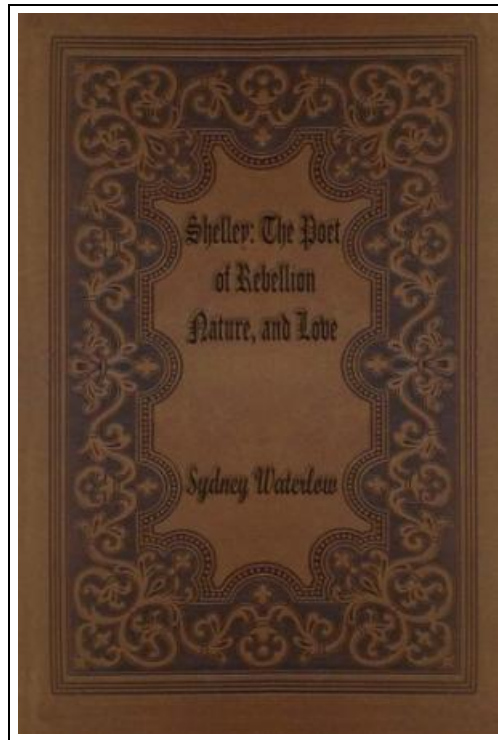 Shelley: The Poet
of Rebellion
Nature, and Love
Sydney Waterlow